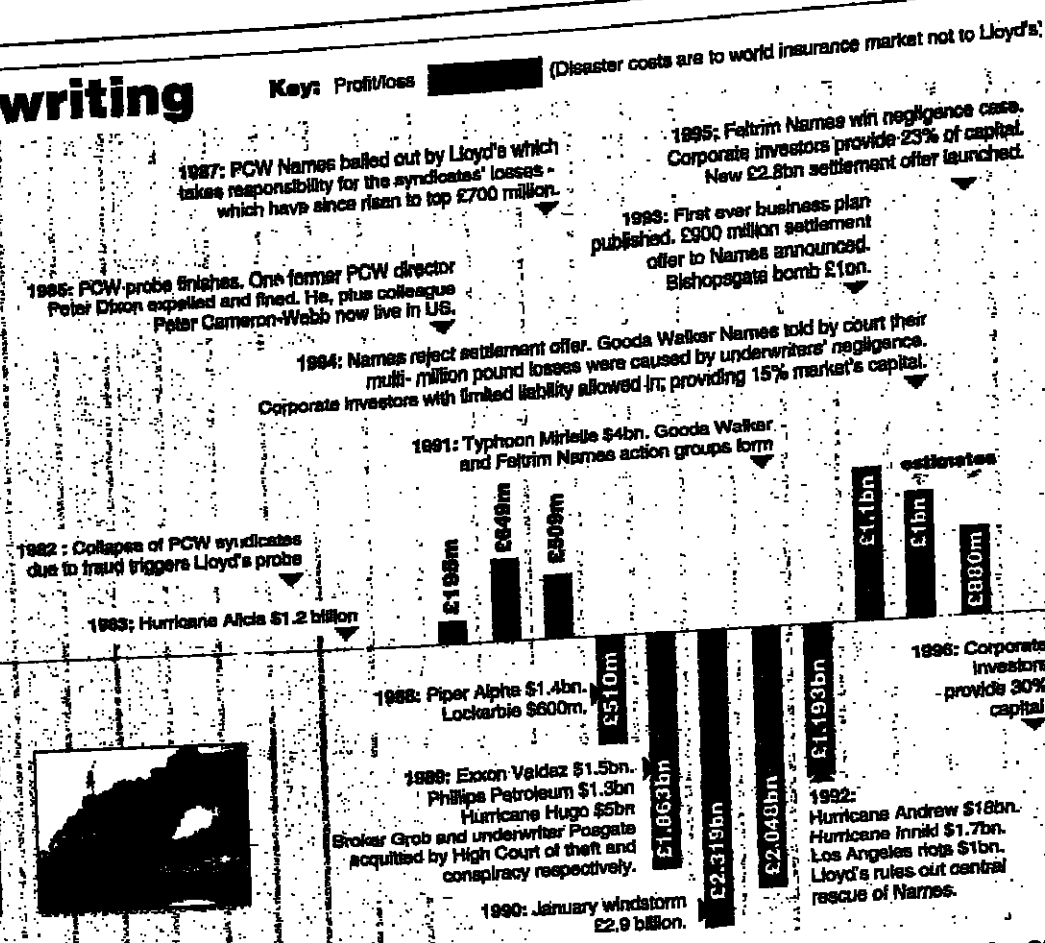 writing
Key: Profit/loss
(Disaster costs are to world insurance market not to Lloyd's)
1987: PCW Names bailed out by Lloyd's which
takes responsibility for the syndicates' losses -
which have since risen to top £700 million.
1995: Feltrim Names win negligence case.
Corporate investors provide 23% of capital.
New £2.8bn settlement offer launched.
1993: First ever business plan
published. £900 million settlement
offer to Names announced.
Bishopsgate bomb £1bn.
1985: PCW probe finishes. One former PCW director
Peter Dixon expelled and fined. He, plus colleague
Peter Cameron-Webb now live in US.
1994: Names reject settlement offer. Gooda Walker Names told by court their
multi- million pound losses were caused by underwriters' negligence.
Corporate investors with limited liability allowed in; providing 15% market's capital.
1991: Typhoon Mirielle $4bn. Gooda Walker
and Feltrim Names action groups form
estimates
1982 : Collapse of PCW syndicates
due to fraud triggers Lloyd's probe
1983: Hurricane Alicia $1.2 billion
£195m
£649m
£509m
£1.1bn
£1bn
£680m
1996: Corporate
investors
provide 30%
capital
1988: Piper Alpha $1.4bn.
Lockerbie $600m.
£510m
£1.863bn
£2.319bn
£2.048bn
£1.193bn
1989: Exxon Valdez $1.5bn.
Phillips Petroleum $1.3bn
Hurricane Hugo $5bn
Broker Grob and underwriter Posgate
acquitted by High Court of theft and
conspiracy respectively.
1990: January windstorm
£2.9 billion.
1992:
Hurricane Andrew $18bn.
Hurricane Inniki $1.7bn.
Los Angeles riots $1bn.
Lloyd's rules out central
rescue of Names.